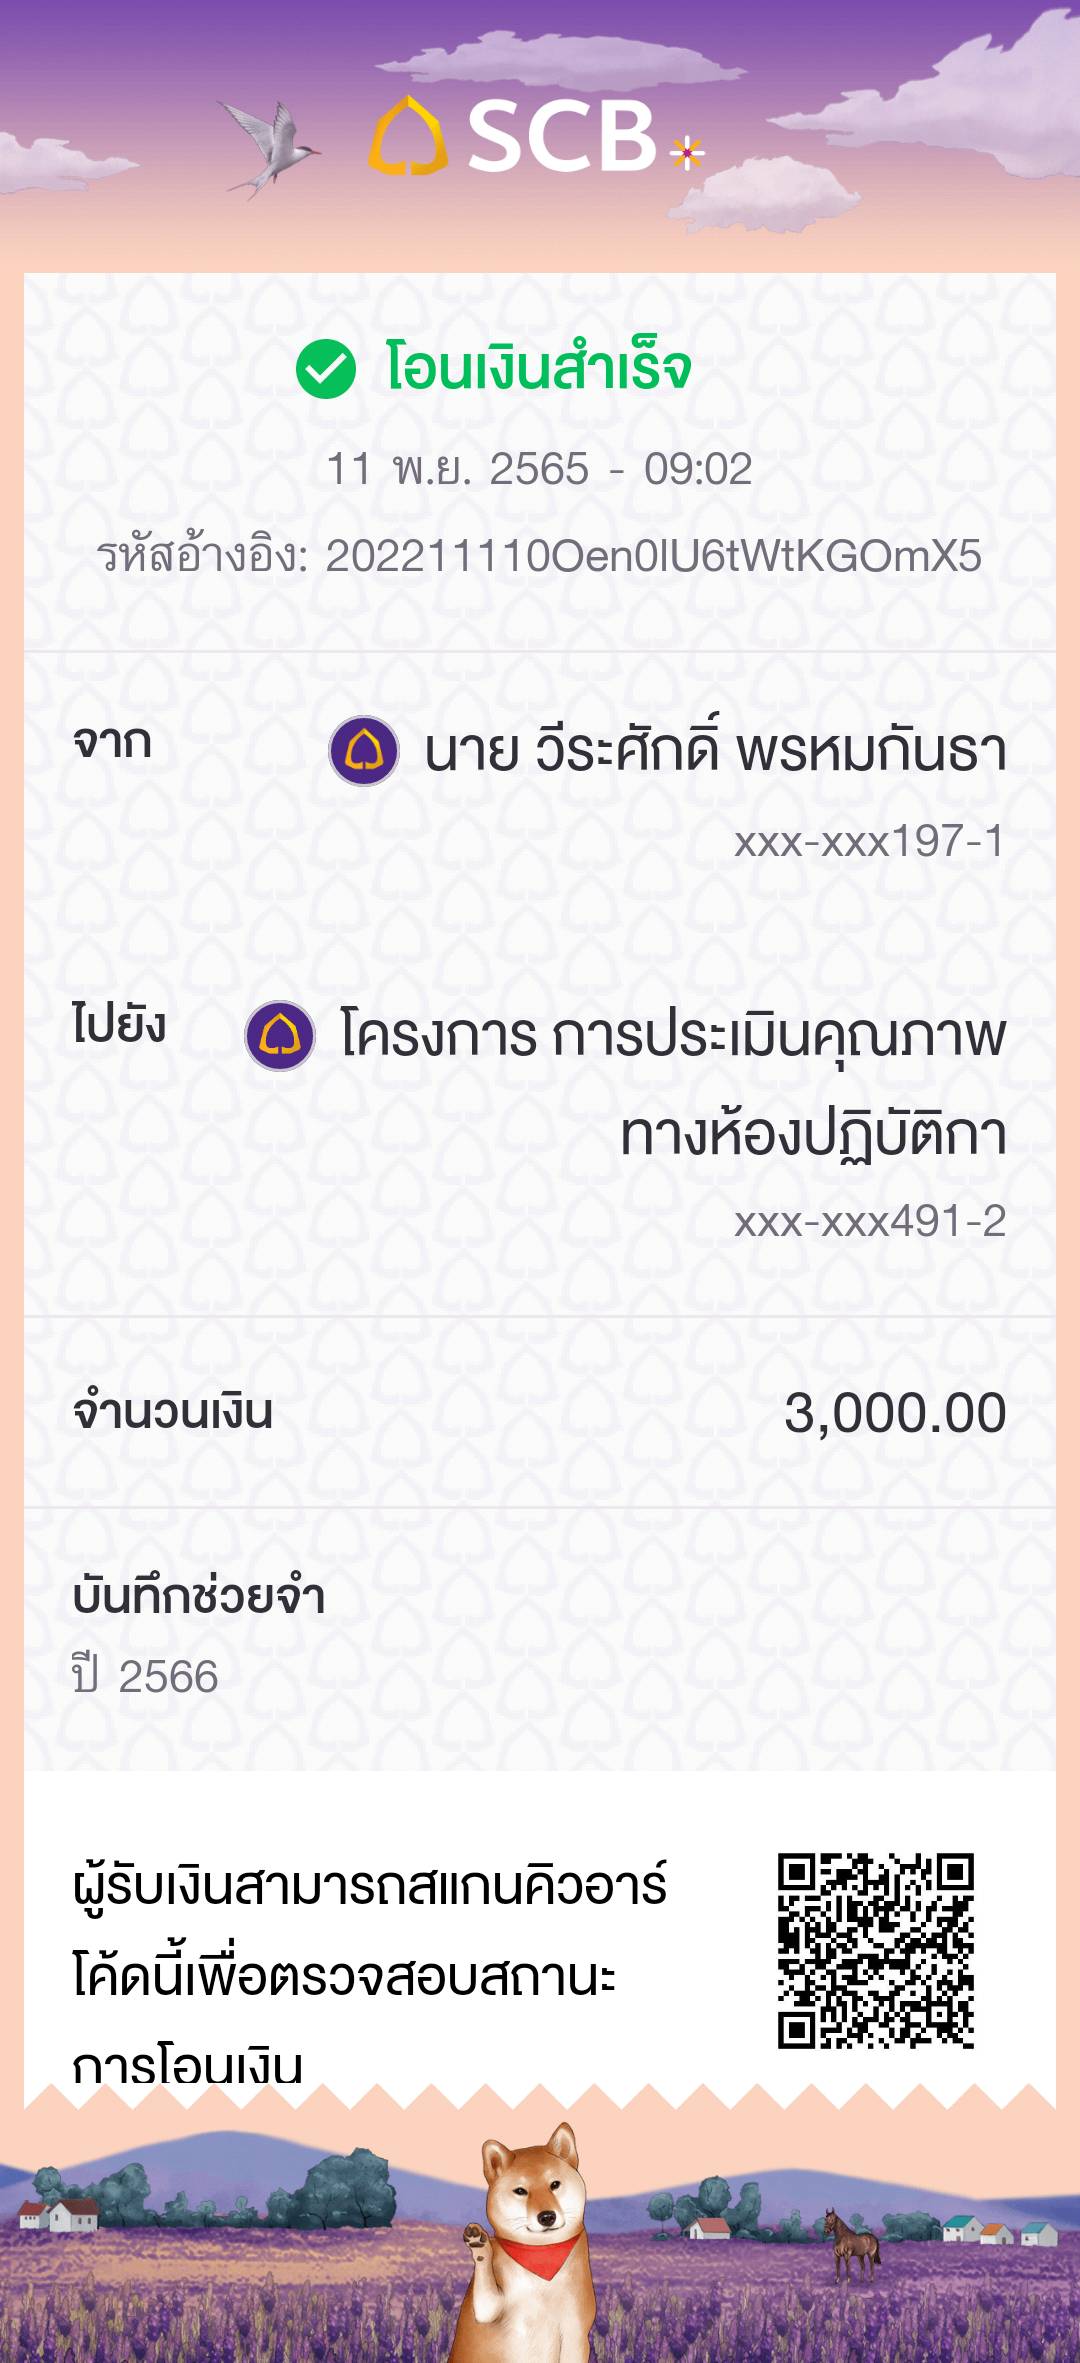 SCB
โอนเงินสำเร็จ
11 พ.ย. 2565 - 09:02
รหัสอ้างอิง: 202211110Oen0IU6tWtKGOmX5
จาก
นาย วีระศักดิ์ พรหมกันธา
xxx-xxx197-1
ไปยัง
โครงการ การประเมินคุณภาพ
ทางห้องปฏิบัติกา
xxx-xxx491-2
จำนวนเงิน 3,000.00
บันทึกช่วยจำ
ปี 2566
ผู้รับเงินสามารถสแกนคิวอาร์
โค้ดนี้เพื่อตรวจสอบสถานะ
การโอนเงิน